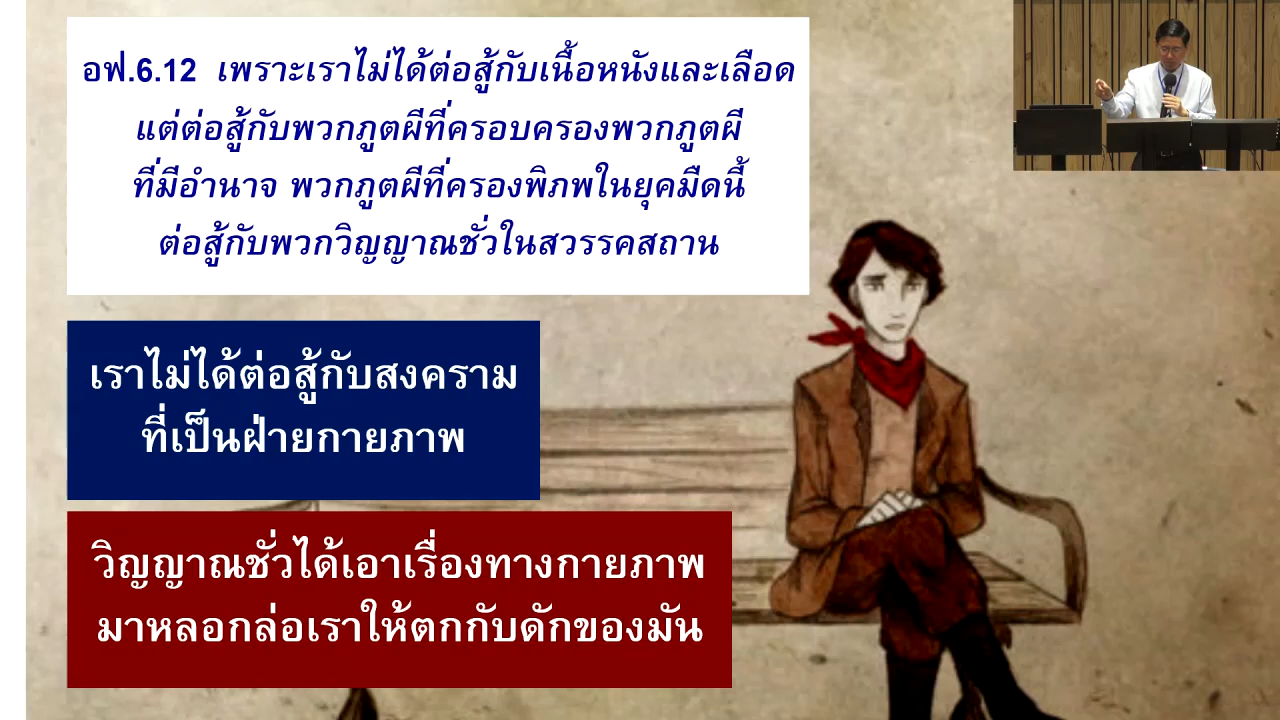 อฟ.6.12 เพราะเราไม่ได้ต่อสู้กับเนื้อหนังและเลือด
แต่ต่อสู้กับพวกภูตผีที่ครอบครองพวกภูตผี
ที่มีอำนาจ พวกภูตผีที่ครองพิภพในยุคมืดนี้
ต่อสู้กับพวกวิญญาณชั่วในสวรรคสถาน
เราไม่ได้ต่อสู้กับสงคราม
ที่เป็นฝ่ายกายภาพ
วิญญาณชั่วได้เอาเรื่องทางกายภาพ
มาหลอกล่อเราให้ตกกับดักของมัน